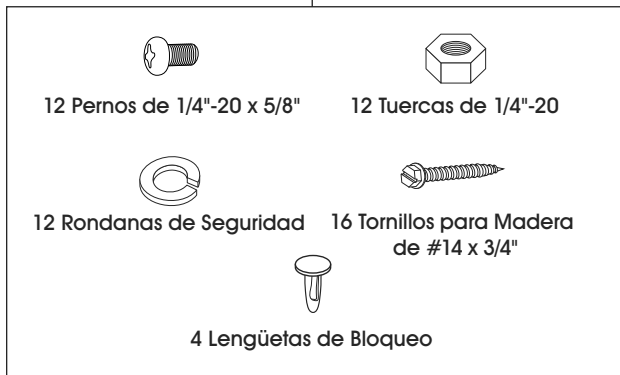 12 Pernos de 1/4"-20 x 5/8"
12 Tuercas de 1/4"-20
12 Rondanas de Seguridad
16 Tornillos para Madera
de #14 x 3/4"
4 Lengüetas de Bloqueo